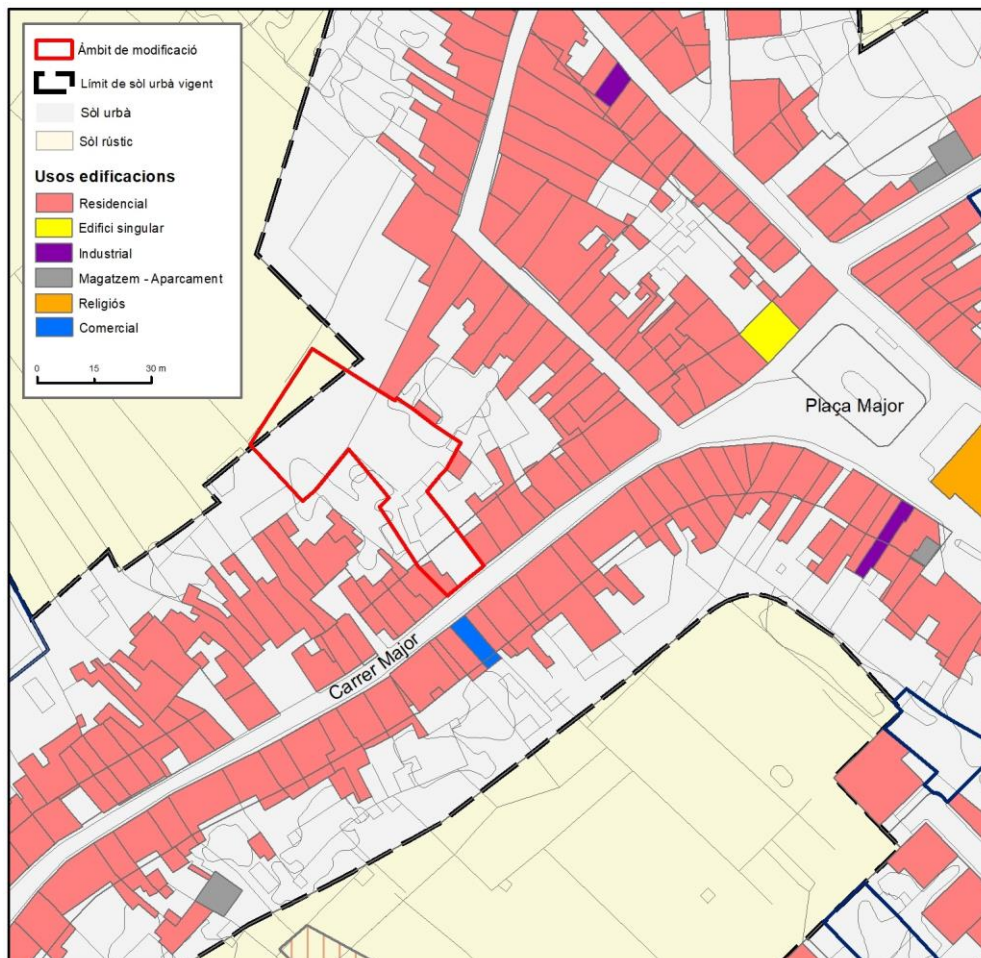 Àmbit de modificació
Límit de sòl urbà vigent
Sòl urbà
Sòl rústic
Usos edificacions
Residencial
Edifici singular
Industrial
Magatzem - Aparcament
Religiós
Comercial
0 15 30 m
Plaça Major
Carrer Major